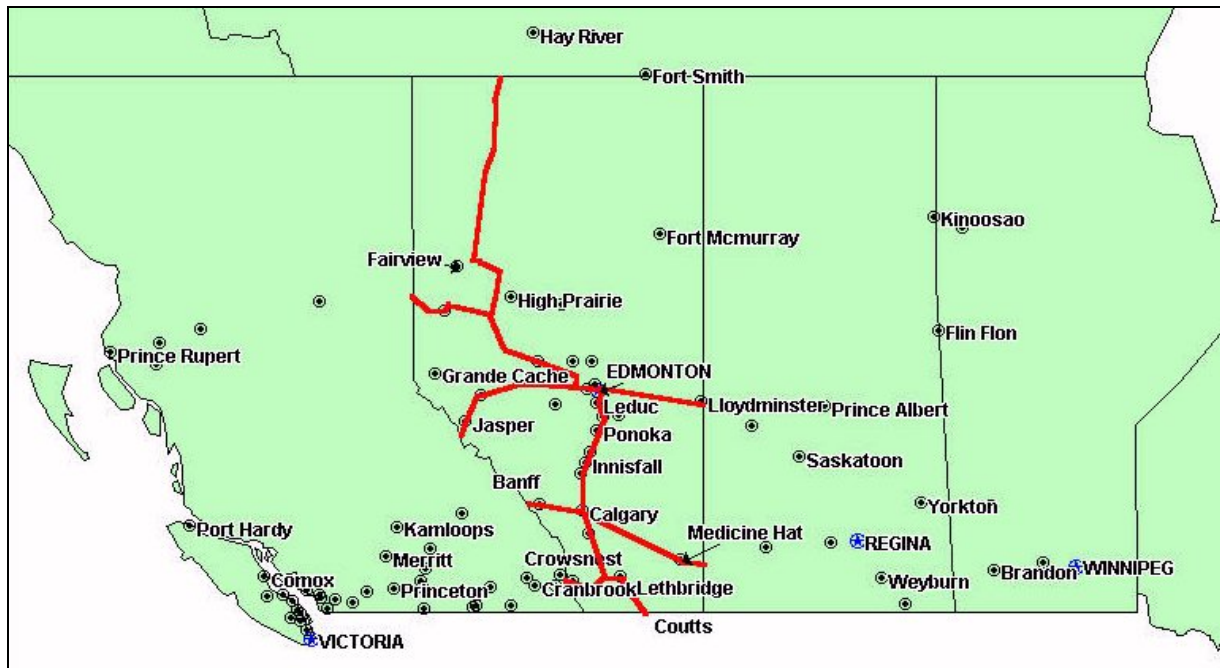 Hay River
Fort Smith
Kinoosao
Fort Mcmurray
Fairview
High Prairie
Flin Flon
Prince Rupert
EDMONTON
Grande Cache
Lloydminster
Prince Albert
Leduc
Jasper
Ponoka
Saskatoon
Innisfall
Banff
Yorkton
Calgary
Port Hardy
Kamloops
Medicine Hat
REGINA
Merritt
Crowsnest
Brandon
WINNIPEG
Comox
Weyburn
Princeton
Cranbrook
Lethbridge
Coutts
VICTORIA